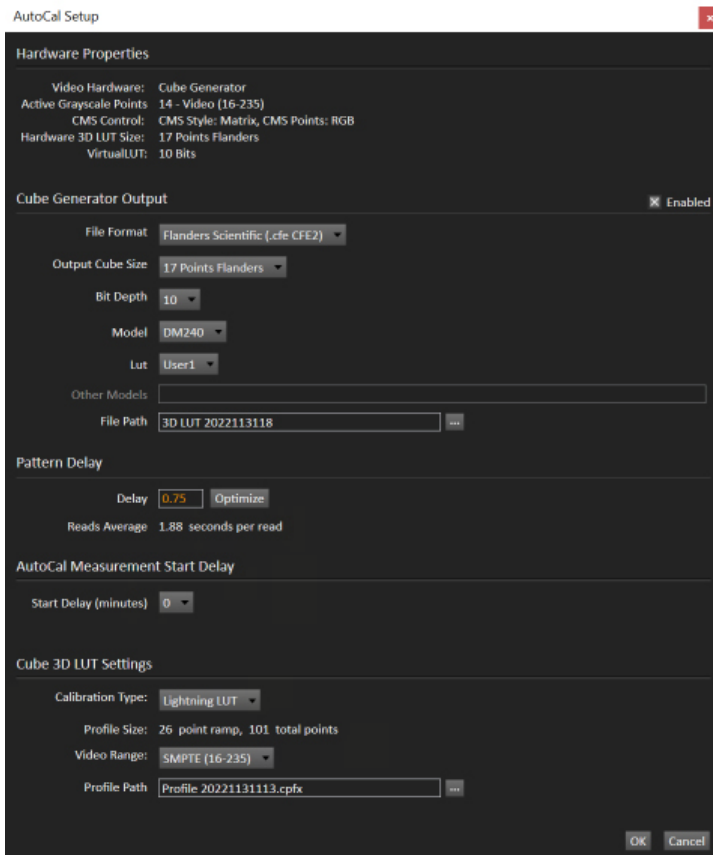 AutoCal Setup
Hardware Properties
Video Hardware: Cube Generator
Active Grayscale Points 14 - Video (16-235)
CMS Control: CMS Style: Matrix, CMS Points: RGB
Hardware 3D LUT Size: 17 Points Flanders
VirtualLUT: 10 Bits
Cube Generator Output
Enabled
File Format Flanders Scientific (.cfe CFE2)
Output Cube Size 17 Points Flanders
Bit Depth 10
Model DM240
Lut User1
Other Models
File Path 3D LUT 2022113118 ...
Pattern Delay
Delay 0.75 Optimize
Reads Average 1.88 seconds per read
AutoCal Measurement Start Delay
Start Delay (minutes) 0
Cube 3D LUT Settings
Calibration Type: Lightning LUT
Profile Size: 26 point ramp, 101 total points
Video Range: SMPTE (16-235)
Profile Path Profile 20221131113.cpfx ...
OK Cancel